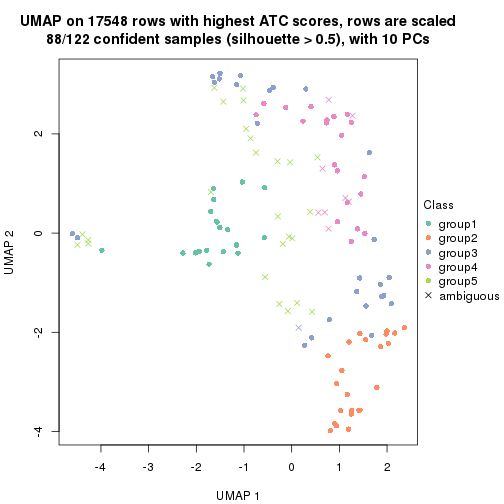 UMAP on 17548 rows with highest ATC scores, rows are scaled
88/122 confident samples (silhouette > 0.5), with 10 PCs
2
0
-2
-4
UMAP 2
-4
-3
-2
-1
0
1
2
UMAP 1
Class
group1
group2
group3
group4
group5
ambiguous